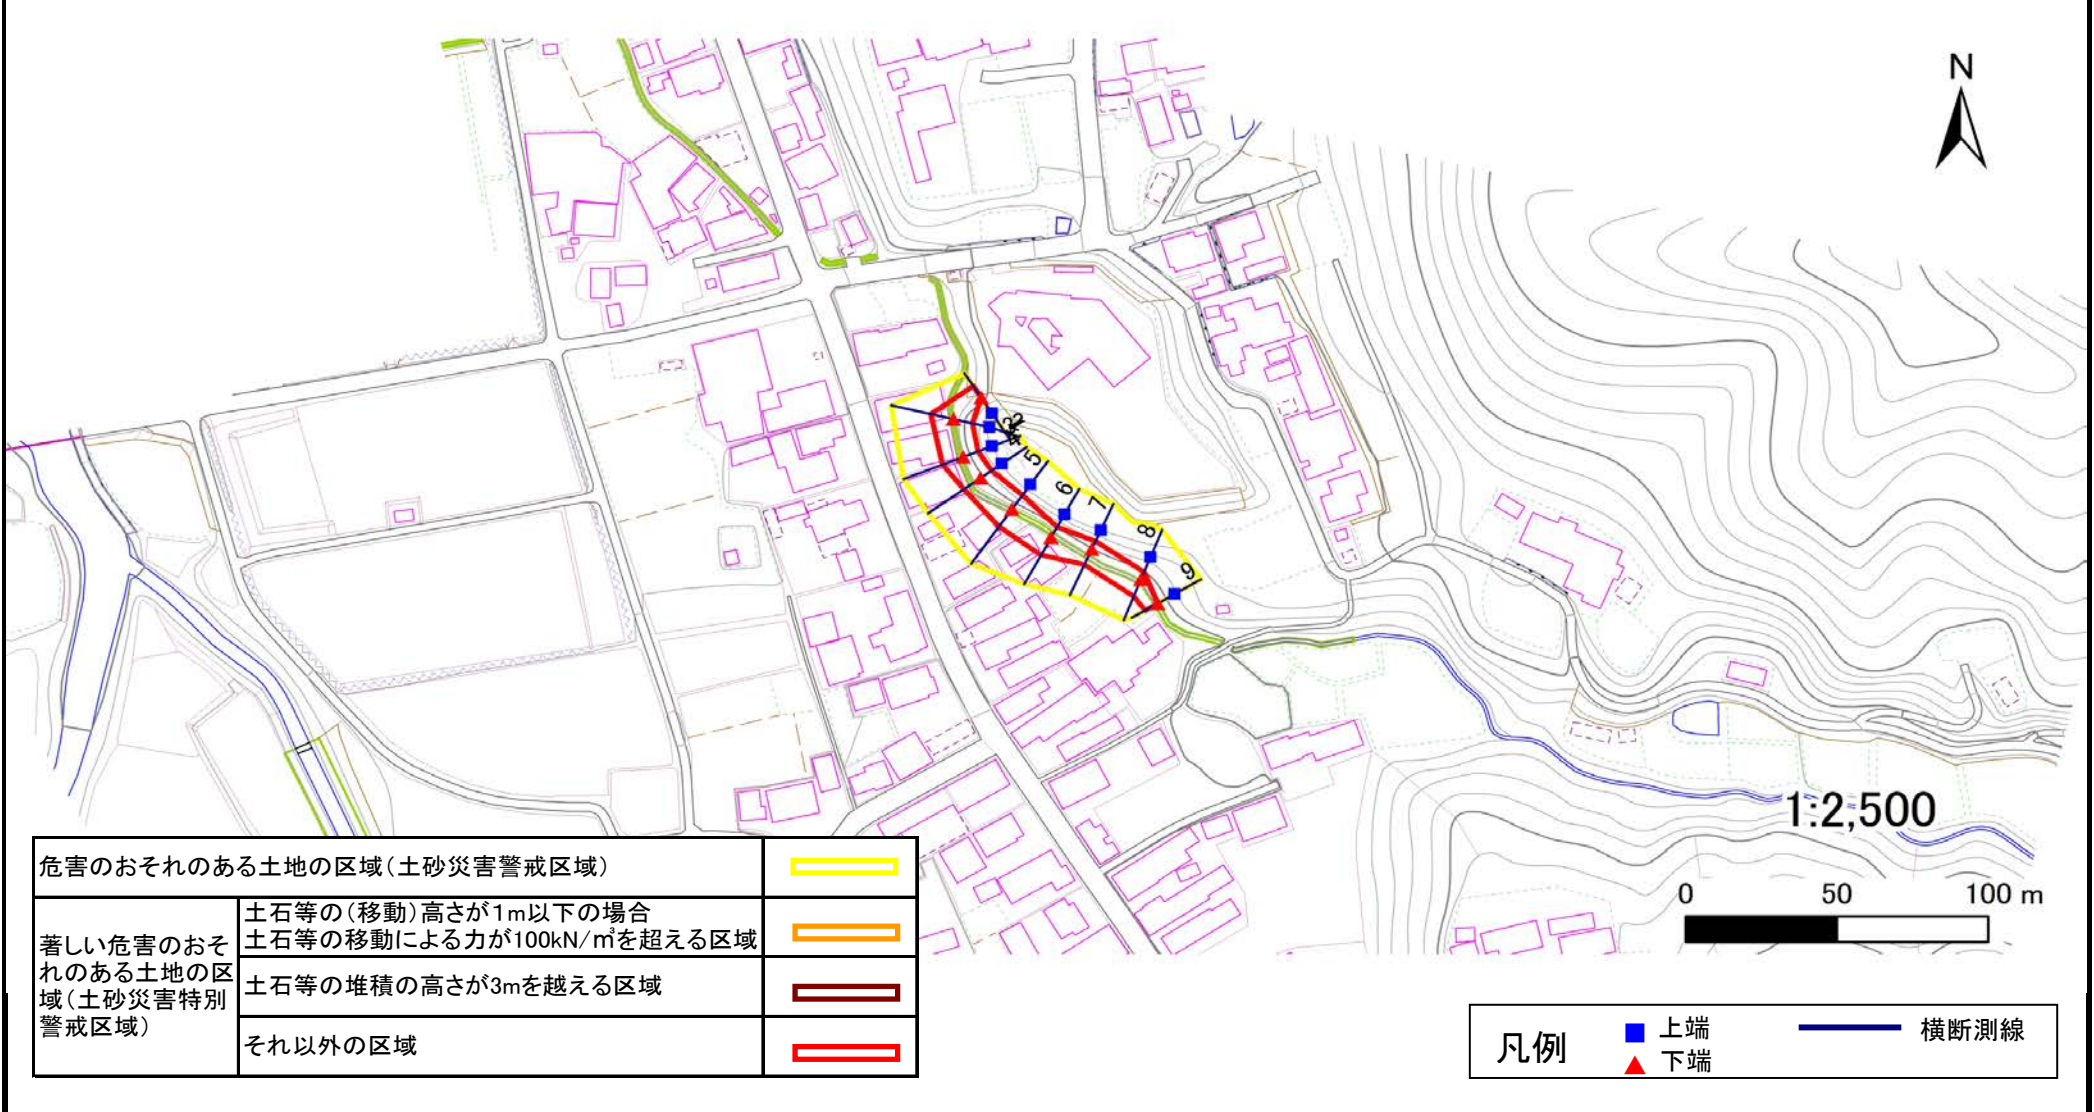 N
2
3
4
5
6
7
8
9
1:2,500
0 50 100 m
危害のおそれのある土地の区域(土砂災害警戒区域)
著しい危害のおそ
れのある土地の区
域(土砂災害特別
警戒区域)
土石等の(移動)高さが1m以下の場合
土石等の移動による力が100kN/㎥を超える区域
土石等の堆積の高さが3mを越える区域
それ以外の区域
凡例
上端
下端
横断測線